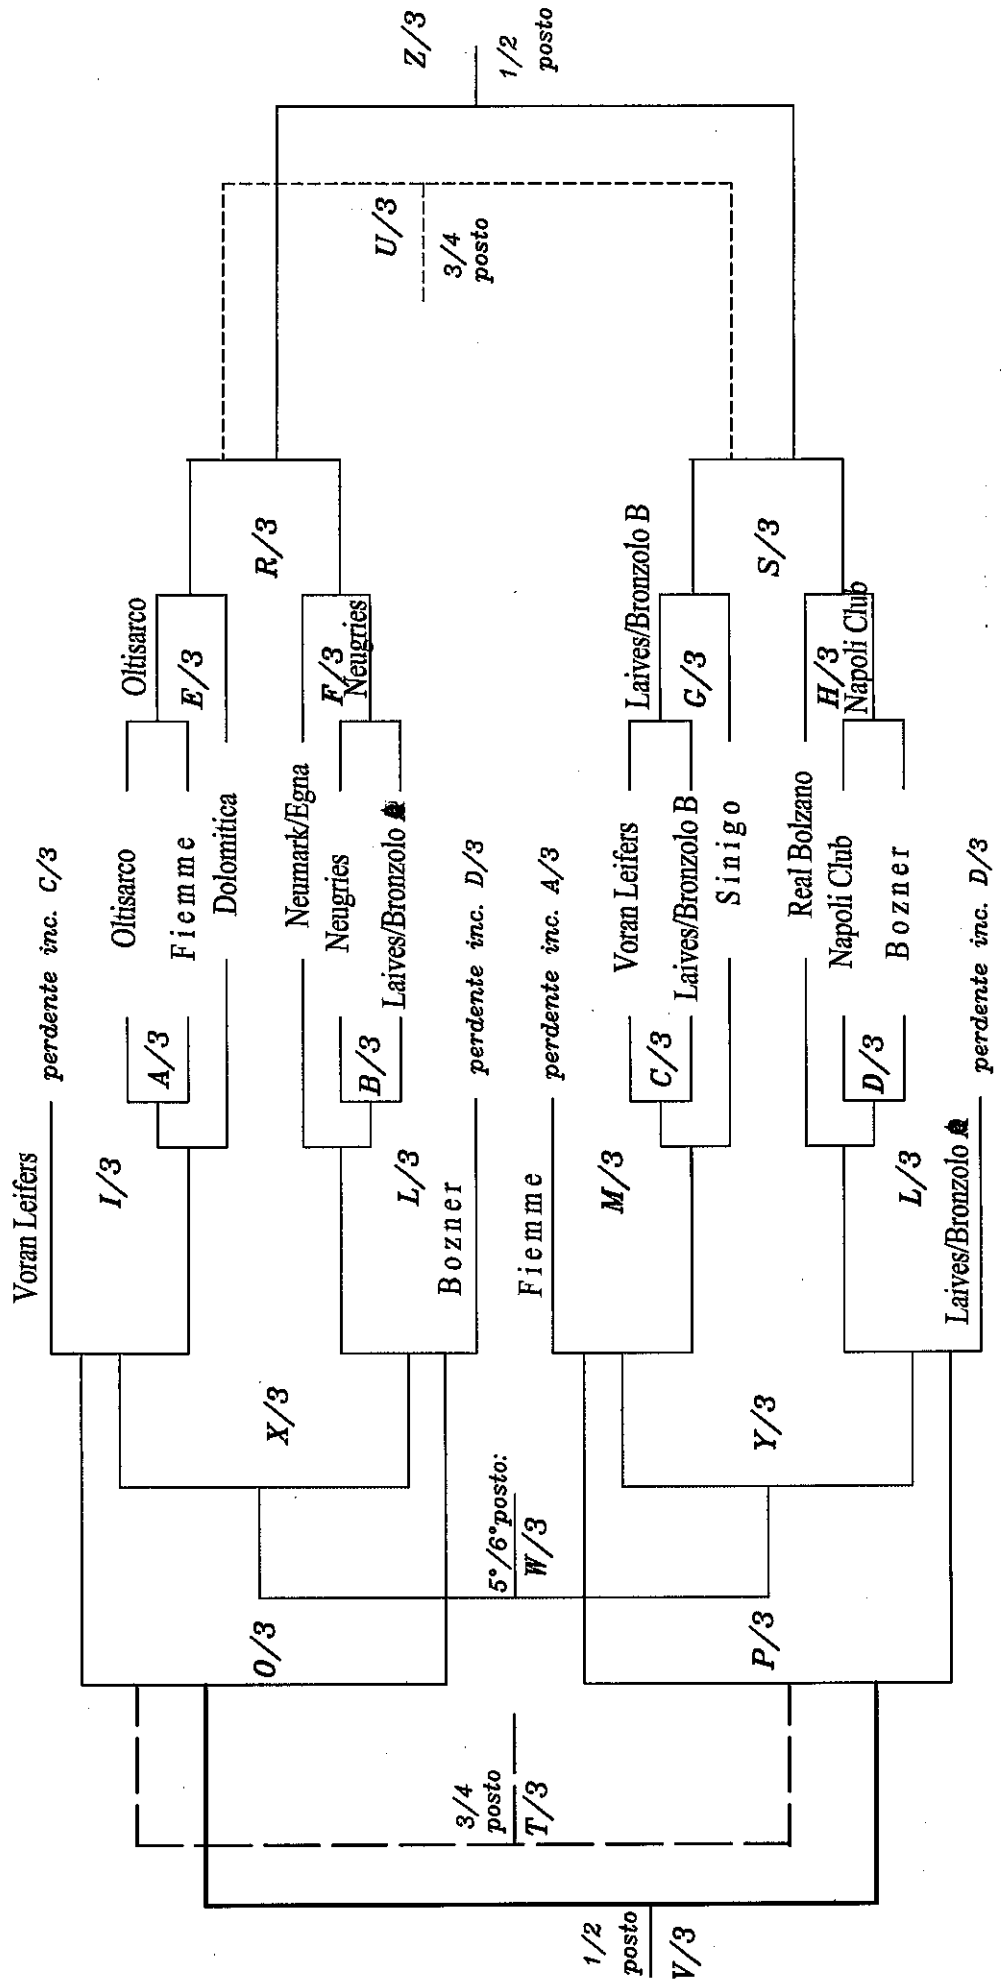 Z/3
1/2
posto
U/3
3/4
posto
R/3
S/3
Oltisarco
E/3
F/3
Neugries
Laives/Bronzolo B
G/3
H/3
Napoli Club
Oltisarco
Fiemme
Dolomitica
Neumark/Egna
Neugries
Laives/Bronzolo
Voran Leifers
Laives/Bronzolo B
Sinigo
Real Bolzano
Napoli Club
Bozner
perdente inc. C/3
A/3
B/3
perdente inc. D/3
perdente inc. A/3
C/3
D/3
perdente inc. D/3
Voran Leifers
I/3
L/3
Bozner
Fiemme
M/3
L/3
Laives/Bronzolo
X/3
Y/3
5°/6°posto:
W/3
O/3
P/3
3/4
posto
T/3
1/2
posto
V/3